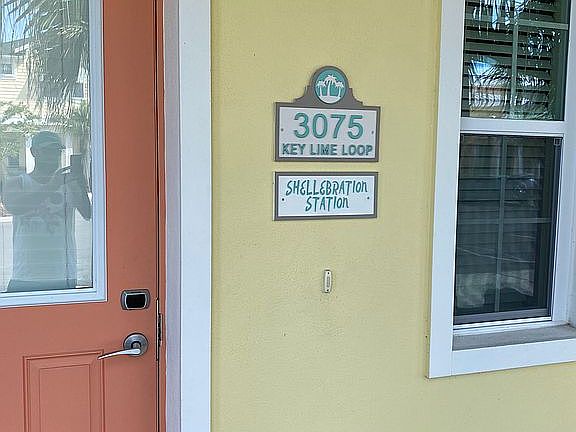 3075
KEY LIME LOOP
SHELLEBRATION
STATION